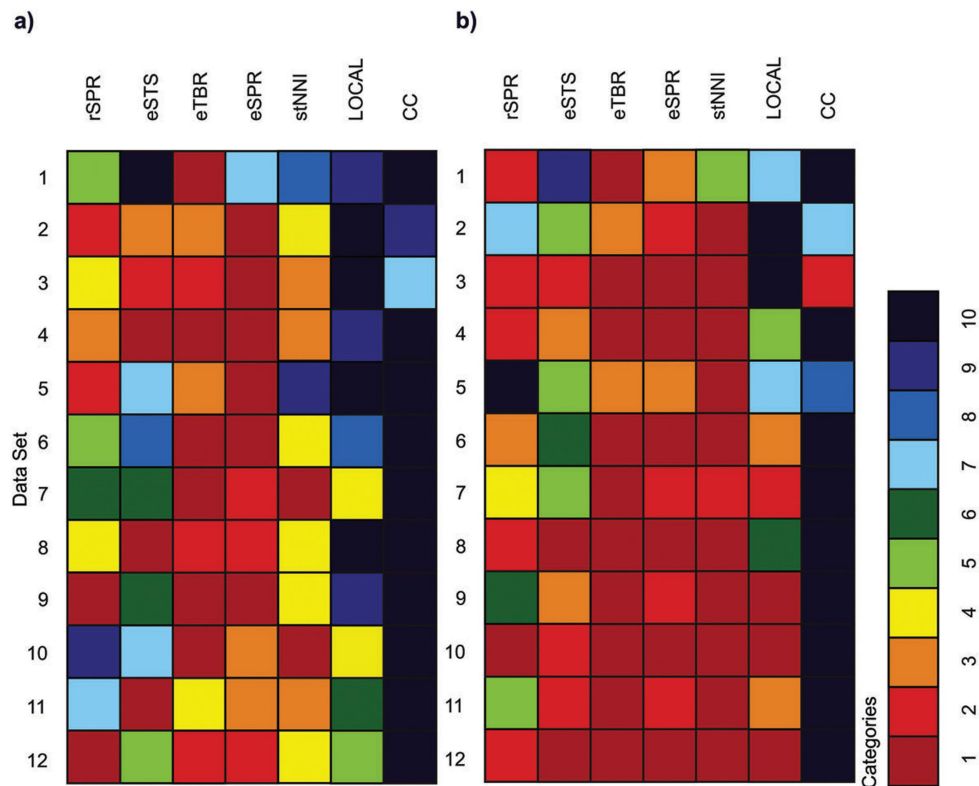 a)
rSPR
eSTS
eTBR
eSPR
stNNI
LOCAL
CC
Data Set
1
2
3
4
5
6
7
8
9
10
11
12
b)
rSPR
eSTS
eTBR
eSPR
stNNI
LOCAL
CC
1
2
3
4
5
6
7
8
9
10
11
12
Categories
10
9
8
7
6
5
4
3
2
1